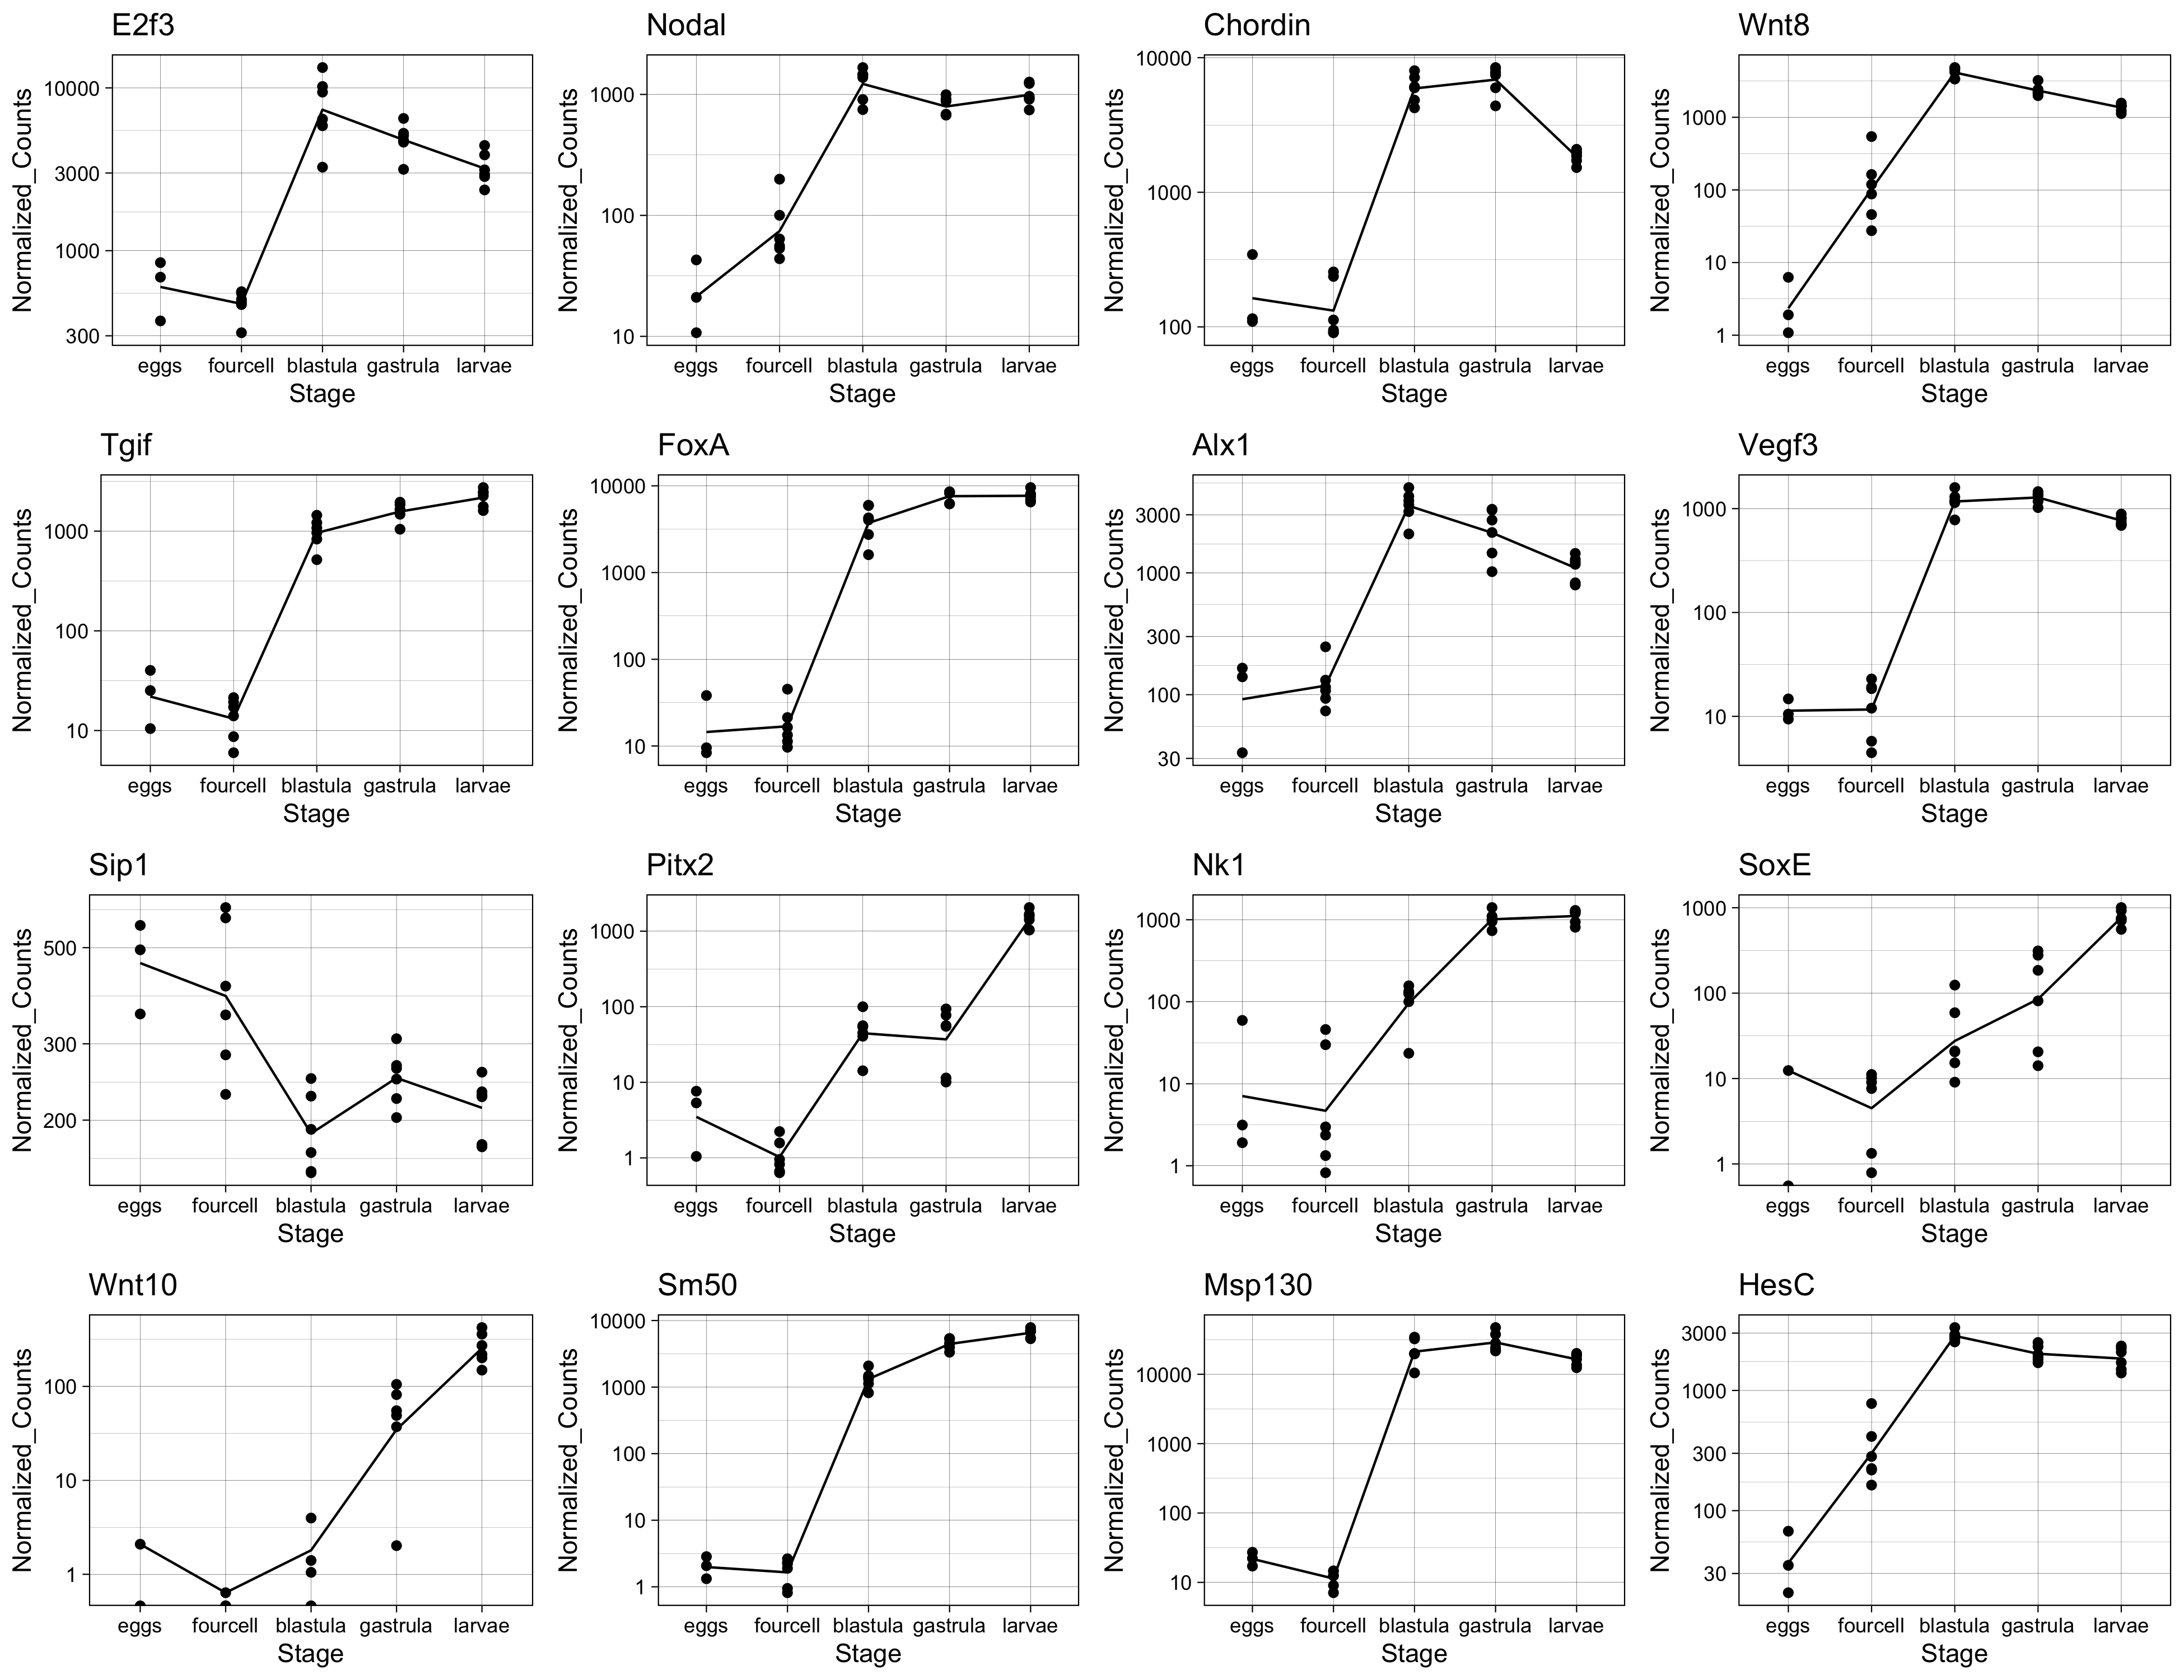 E2f3
Normalized_Counts
10000
3000
1000
300
eggs fourcell blastula gastrula larvae
Stage
Nodal
Normalized_Counts
1000
100
10
eggs fourcell blastula gastrula larvae
Stage
Chordin
Normalized_Counts
10000
1000
100
eggs fourcell blastula gastrula larvae
Stage
Wnt8
Normalized_Counts
1000
100
10
1
eggs fourcell blastula gastrula larvae
Stage
Tgif
Normalized_Counts
1000
100
10
eggs fourcell blastula gastrula larvae
Stage
FoxA
Normalized_Counts
10000
1000
100
10
eggs fourcell blastula gastrula larvae
Stage
Alx1
Normalized_Counts
3000
1000
300
100
30
eggs fourcell blastula gastrula larvae
Stage
Vegf3
Normalized_Counts
1000
100
10
eggs fourcell blastula gastrula larvae
Stage
Sip1
Normalized_Counts
500
300
200
eggs fourcell blastula gastrula larvae
Stage
Pitx2
Normalized_Counts
1000
100
10
1
eggs fourcell blastula gastrula larvae
Stage
Nk1
Normalized_Counts
1000
100
10
1
eggs fourcell blastula gastrula larvae
Stage
SoxE
Normalized_Counts
1000
100
10
1
eggs fourcell blastula gastrula larvae
Stage
Wnt10
Normalized_Counts
100
10
1
eggs fourcell blastula gastrula larvae
Stage
Sm50
Normalized_Counts
10000
1000
100
10
1
eggs fourcell blastula gastrula larvae
Stage
Msp130
Normalized_Counts
10000
1000
100
10
eggs fourcell blastula gastrula larvae
Stage
HesC
Normalized_Counts
3000
1000
300
100
30
eggs fourcell blastula gastrula larvae
Stage